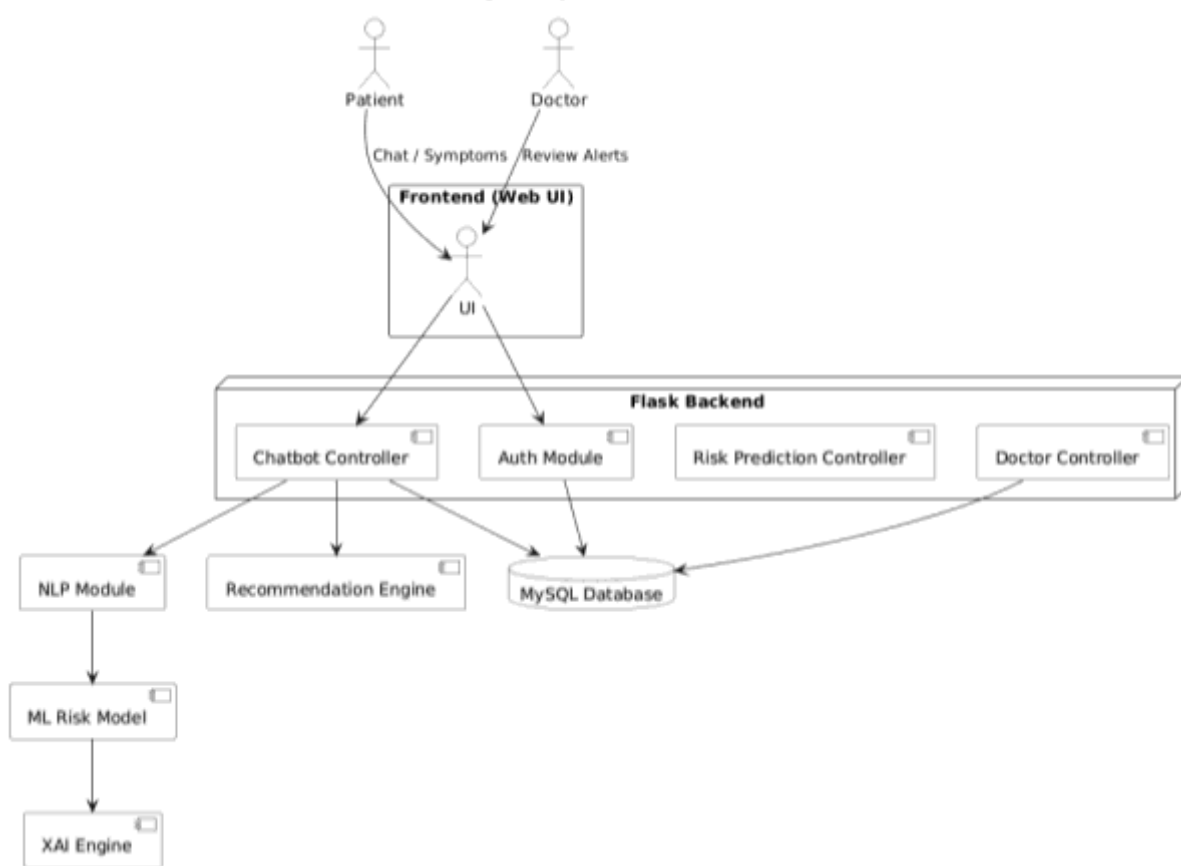 Patient
Doctor
Chat / Symptoms
Review Alerts
Frontend (Web UI)
UI
Flask Backend
Chatbot Controller
Auth Module
Risk Prediction Controller
Doctor Controller
NLP Module
Recommendation Engine
MySQL Database
ML Risk Model
XAI Engine